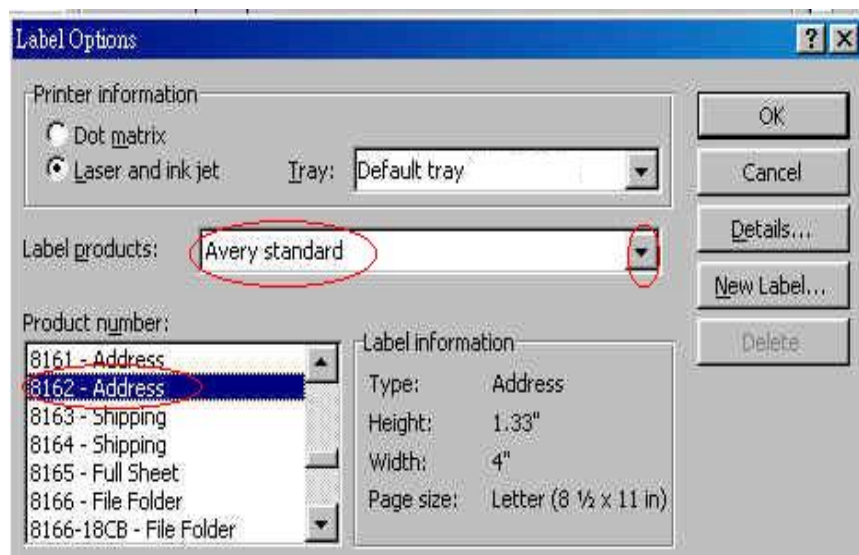 Label Options
Printer information
Dot matrix
Laser and ink jet
Tray: Default tray
Label products: Avery standard
Product number:
8161 - Address
8162 - Address
8163 - Shipping
8164 - Shipping
8165 - Full Sheet
8166 - File Folder
8166-18CB - File Folder
Label information
Type: Address
Height: 1.33"
Width: 4"
Page size: Letter (8 ½ x 11 in)
OK
Cancel
Details...
New Label...
Delete